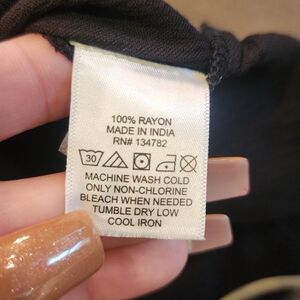 100% RAYON
MADE IN INDIA
RN# 134782
30
MACHINE WASH COLD
ONLY NON-CHLORINE
BLEACH WHEN NEEDED
TUMBLE DRY LOW
COOL IRON